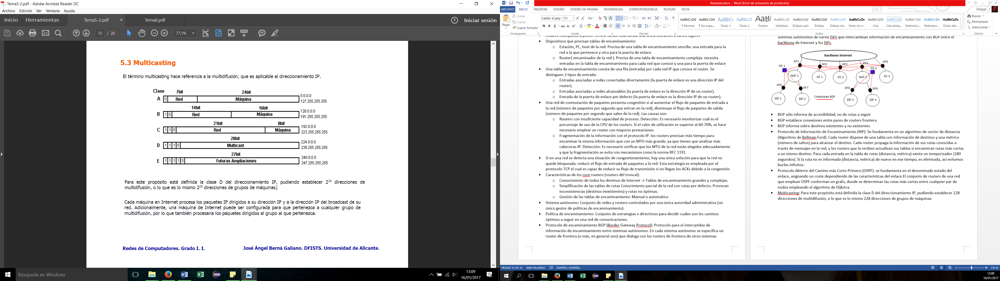 Tema5-2.pdf - Adobe Acrobat Reader DC
Archivo Edición Ver Ventana Ayuda
Inicio Herramientas Tema5-2.pdf × Tema6.pdf Iniciar sesión
15 / 26 77,1%
5.3 Multicasting
El término multicasting hace referencia a la multidifusión, que es aplicable al direccionamiento IP.
Clase 7bit 24bit
A 0 Red Máquina 0.0.0.0
127.255.255.255
14bit 16bit
B 1 0 Red Máquina 128.0.0.0
191.255.255.255
21bit 8bit
C 1 1 0 Red Máquina 192.0.0.0
223.255.255.255
28bit
D 1 1 1 0 Multicast 224.0.0.0
239.255.255.255
27bit
E 1 1 1 1 0 Futuras Ampliaciones 240.0.0.0
247.255.255.255
Para este propósito está definida la clase D del direccionamiento IP, pudiendo establecer 2²⁸ direcciones de
multidifusión, o lo que es lo mismo 2²⁸ direcciones de grupos de máquinas.
Cada máquina en Internet procesa los paquetes IP dirigidos a su dirección IP y a la dirección IP del broadcast de su
red. Adicionalmente, una máquina de Internet puede ser configurada para que pertenezca a cualquier grupo de
multidifusión, por lo que también procesaría los paquetes dirigidos al grupo al que pertenezca.
Redes de Computadores. Grado I. I. José Ángel Berná Galiano. DFISTS. Universidad de Alicante.
Búsqueda en Windows
13:09
16/01/2017
Resumen.docx - Word (Error de activación de productos)
ARCHIVO INICIO INSERTAR DISEÑO DISEÑO DE PÁGINA REFERENCIAS CORRESPONDENCIA REVISAR VISTA Diegus
Pegar Cortar
Copiar
Copiar formato
Portapapeles
Calibri (Cuerp 11
N K S abc
Fuente
Párrafo
AaBbCcDd AaBbCcDd AaBbC AaBbCcC AaB AaBbCcD AaBbCcDd AaBbCcDd AaBbCcDd AaBbCcDc AaBbCcDd AaBbCcDd AaBbCcDd AaBbCcDd AaBbCcDc
¶ Normal ¶ Sin espa... Título 1 Título 2 Puesto Subtítulo Énfasis sutil Énfasis Énfasis int... Texto en n... Cita Cita desta... Referenci... Referenci... Título del...
Estilos
Buscar
Reemplazar
Seleccionar
Edición
Enlaces multipunto a punto: Ofrece varias rutas desde una única ubicación a varios lugares
• Dispositivos que precisan tablas de encaminamiento:
o Estación, PC, host de la red: Precisa de una tabla de encaminamiento sencilla: una entrada para la
red a la que pertenece y otra para la puerta de enlace.
o Router( encaminador de la red ): Precisa de una tabla de encaminamiento compleja: necesita
entradas en la tabla de encaminamiento para cada red que conoce y una para la puerta de enlace
• Una tabla de encaminamiento consta de una fila (entrada) por cada red IP que conoce el router. Se
distinguen 3 tipos de entrada:
o Entradas asociadas a redes conectadas directamente (la puerta de enlace es una dirección IP del
router).
o Entradas asociadas a redes alcanzables (la puerta de enlace es la dirección IP de un router).
o Entrada de la puerta de enlace por defecto (la puerta de enlace es la dirección IP de un router).
• Una red de conmutación de paquetes presenta congestión si al aumentar el flujo de paquetes de entrada a
la red (número de paquetes por segundo que entran en la red), disminuye el flujo de paquetes de salida
(número de paquetes por segundo que salen de la red). Las causas son:
o Routers con insuficiente capacidad de proceso. Detección: Es necesario monitorizar cuál es el
porcentaje de uso de la CPU de los routers. Si el valor de utilización es superior al 60-70%, se hace
necesario emplear un router con mayores prestaciones
o Fragmentación de la información con el protocolo IP. los routers precisan más tiempo para
encaminar la misma información que con un MTU más grande, ya que tienen que analizar más
cabeceras IP. Detección: Es necesario verificar que los MTU de la red están elegidos adecuadamente
y que la fragmentación se evita con mecanismos como la norma RFC 1191.
• Si en una red se detecta una situación de congestionamiento, hay una única solución para que la red no
quede bloqueada: reducir el flujo de entrada de paquetes a la red. Esta estrategia es empleada por el
protocolo TCP el cual es capaz de reducir su flujo de transmisión si no llegan los ACKs debido a la congestión
• Características de los core routers (routers del troncal):
o Conocimiento de todos los destinos de Internet -> Tablas de encaminamiento grandes y complejas.
o Simplificación de las tablas de rutas Conocimiento parcial de la red con rutas por defecto. Provocan
inconsistencias (destinos inexistentes) y rutas no óptimas.
o Gestión de las tablas de encaminamiento: Manual o automático
• Sistema autónomo: Conjunto de redes y routers controlados por una única autoridad administrativa (un
único gestor de políticas de encaminamiento).
• Política de encaminamiento: Conjunto de estrategias o directrices para decidir cuáles son los caminos
óptimos a seguir en una red de comunicaciones.
• Protocolo de encaminamiento BGP (Border Gateway Protocol): Protocolo para el intercambio de
información de encaminamiento entre sistemas autónomos. En cada sistema autónomo se especifica un
router de frontera (o más, en general uno) que dialoga con los routers de frontera de otros sistemas
sistemas autónomos de varios ISPs que intercambian información de encaminamiento con BGP entre el
backbone de Internet y los ISPs.
Backbone Internet
RS 1 RF1 RF2 RF3 RF4 RF5
RS 2
NAP 1 AS 1 AS 2 NAP 2 AS 3
RF6 RF7 RF8 RF9
Conexiones BGP
ISP 1 ISP 2 ISP 3 ISP 4
• BGP sólo informa de accesibilidad, no de rutas a seguir
• BGP establece conexiones entre pares de routers frontera
• BGP informa sobre destinos existentes y no existentes
• Protocolo de Información de Encaminamiento (RIP): Se fundamenta en un algoritmo de vector de distancia
(Algoritmo de Bellman-Ford). Cada router dispone de una tabla con información de destinos y una métrica
(número de saltos) para alcanzar el destino. Cada router propaga la información de sus rutas conocidas a
través de mensajes en la red, y los routers que la reciben actualizan sus tablas si encuentran rutas más cortas
a un mismo destino. Para cada entrada en la tabla de rutas (distancia, métrica) existe un temporizador (180
segundos). Si la ruta no es informada (distancia, métrica) de nuevo en ese tiempo, es eliminada, así evitamos
bucles infinitos.
• Protocolo Abierto del Camino más Corto Primero (OSPF): se fundamenta en el denominado estado del
enlace, asignando un coste dependiendo de las características del enlace El conjunto de routers de una red
que emplean OSPF conforman un grafo, donde se determinan las rutas más cortas entre cualquier par de
nodos empleando el algoritmo de Dijkstra.
• Multicasting: Para este propósito está definida la clase D del direccionamiento IP, pudiendo establecer 228
direcciones de multidifusión, o lo que es lo mismo 228 direcciones de grupos de máquinas.
PÁGINA 16 DE 16 4886 PALABRAS ESPAÑOL (ESPAÑA) 110 %
13:09
16/01/2017